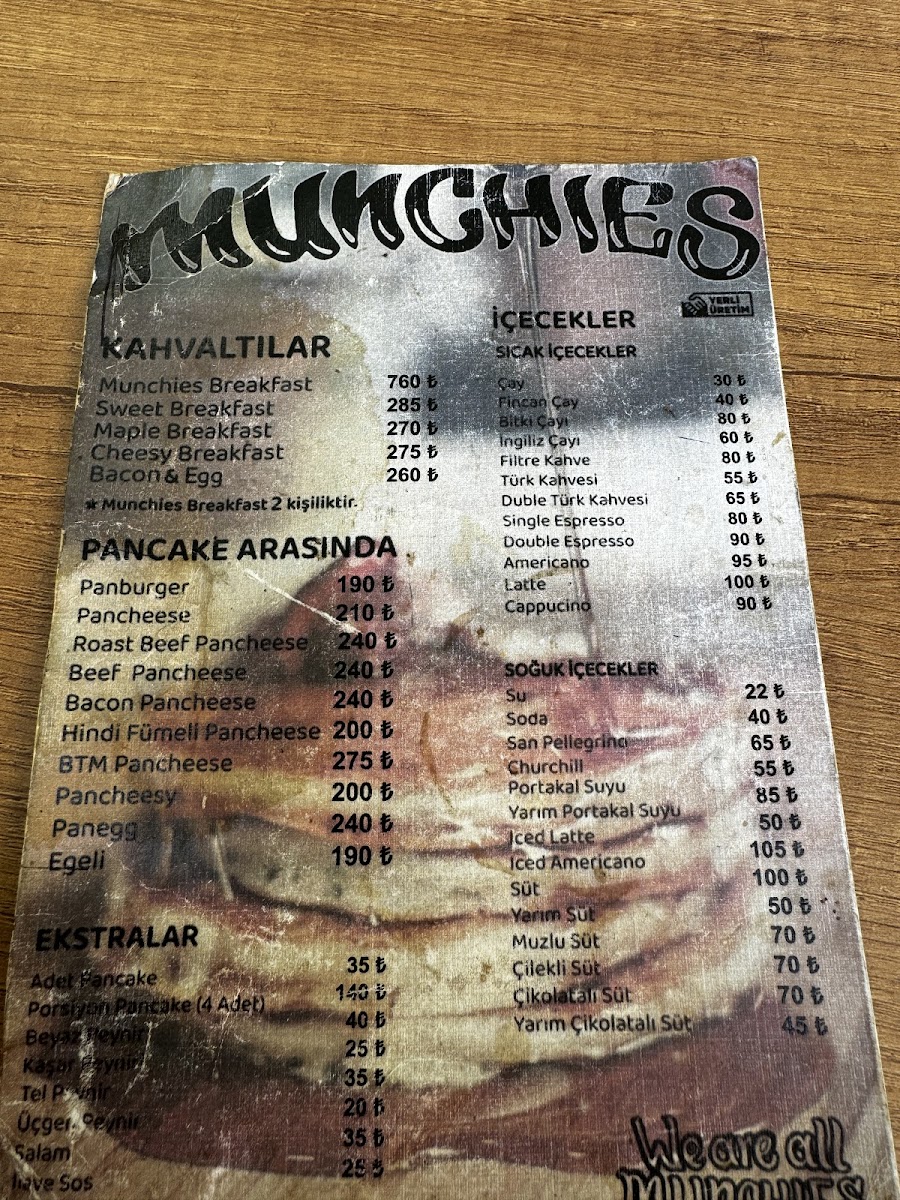 MUNCHIES
YERLİ
ÜRETİM
KAHVALTILAR
Munchies Breakfast 760 ₺
Sweet Breakfast 285 ₺
Maple Breakfast 270 ₺
Cheesy Breakfast 275 ₺
Bacon & Egg 260 ₺
* Munchies Breakfast 2 kişiliktir.
PANCAKE ARASINDA
Panburger 190 ₺
Pancheese 210 ₺
Roast Beef Pancheese 240 ₺
Beef Pancheese 240 ₺
Bacon Pancheese 240 ₺
Hindi Fümeli Pancheese 200 ₺
BTM Pancheese 275 ₺
Pancheesy 200 ₺
Panegg 240 ₺
Egeli 190 ₺
EKSTRALAR
Adet Pancake 35 ₺
Porsiyon Pancake (4 Adet) 140 ₺
Beyaz Peynir 40 ₺
Kaşar Peynir 25 ₺
Tel Peynir 35 ₺
Üçgen Peynir 20 ₺
Salam 35 ₺
İlave Sos 25 ₺
İÇECEKLER
SICAK İÇECEKLER
Çay 30 ₺
Fincan Çay 40 ₺
Bitki Çayı 80 ₺
İngiliz Çayı 60 ₺
Filtre Kahve 80 ₺
Türk Kahvesi 55 ₺
Duble Türk Kahvesi 65 ₺
Single Espresso 80 ₺
Double Espresso 90 ₺
Americano 95 ₺
Latte 100 ₺
Cappucino 90 ₺
SOĞUK İÇECEKLER
Su 22 ₺
Soda 40 ₺
San Pellegrino 65 ₺
Churchill 55 ₺
Portakal Suyu
85 ₺
Yarım Portakal Suyu
50 ₺
Iced Latte
105 ₺
Iced Americano
100 ₺
Süt
50 ₺
Yarım Süt
Muzlu Süt 70 ₺
Çilekli Süt 70 ₺
Çikolatalı Süt 70 ₺
Yarım Çikolatalı Süt 45 ₺
We are all
MUNCHIES